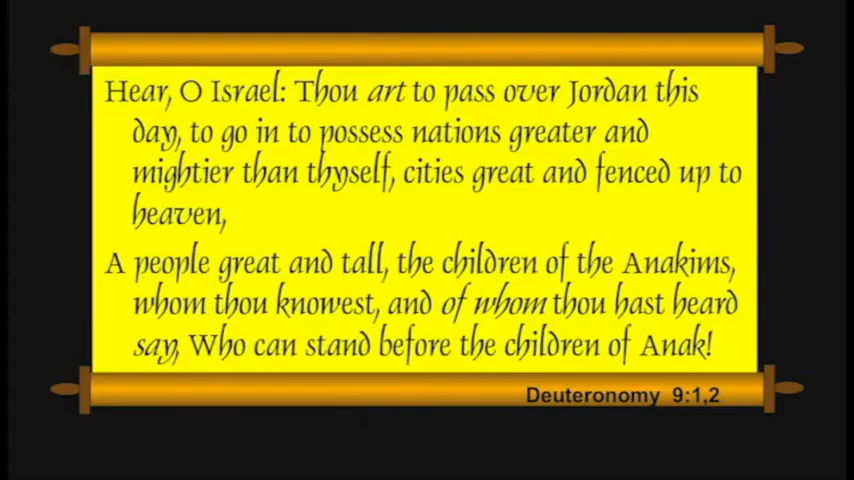 Hear, O Israel: Thou art to pass over Jordan this
day, to go in to possess nations greater and
mightier than thyself, cities great and fenced up to
heaven,
A people great and tall, the children of the Anakims,
whom thou knowest, and of whom thou hast heard
say, Who can stand before the children of Anak!
Deuteronomy 9:1,2